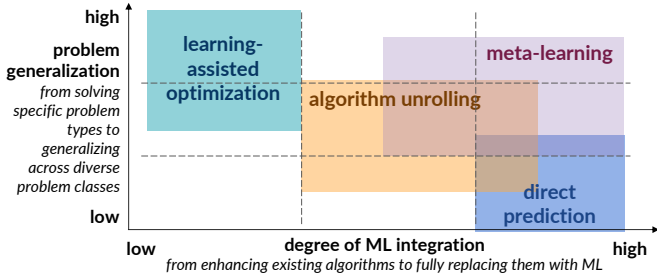 high
problem
generalization
from solving
specific problem
types to
generalizing
across diverse
problem classes
low
learning-
assisted
optimization
algorithm unrolling
meta-learning
direct
prediction
low
degree of ML integration
high
from enhancing existing algorithms to fully replacing them with ML